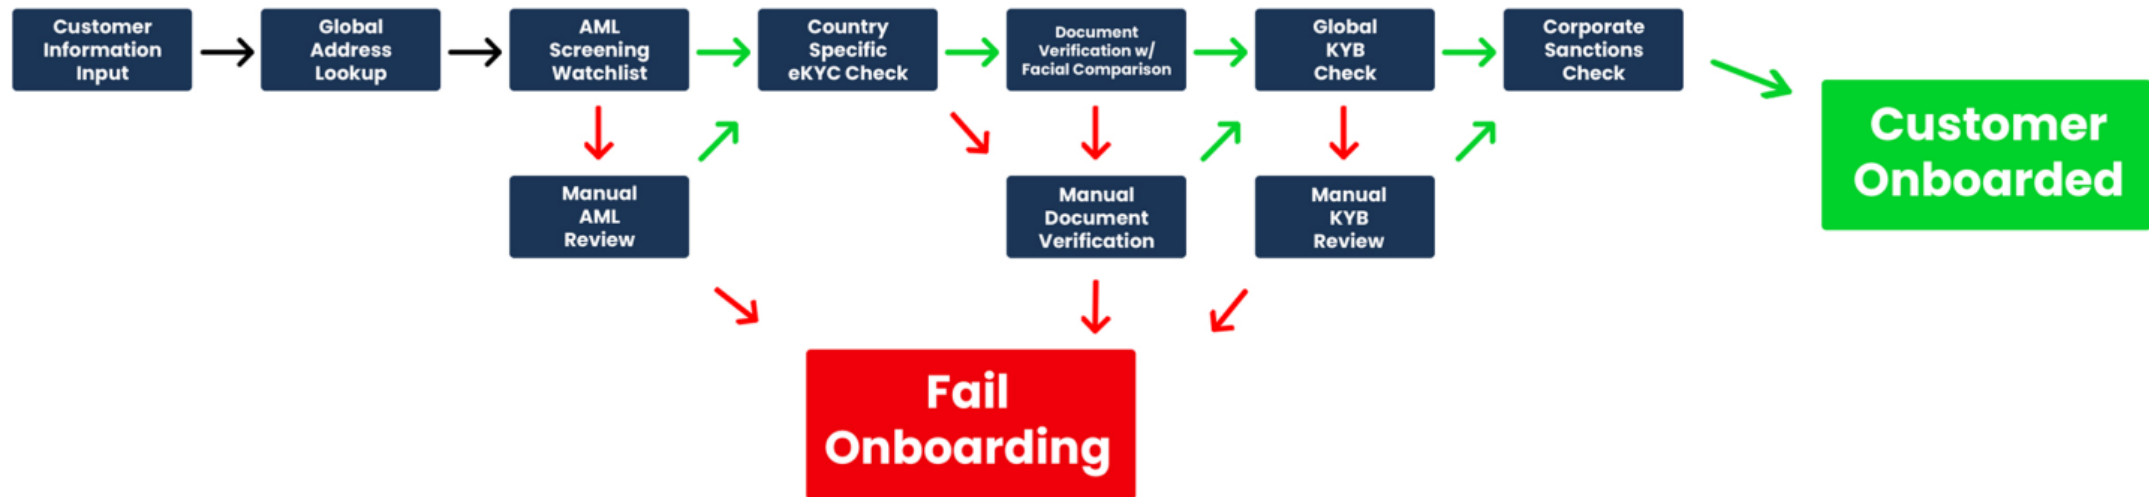 Customer
Information
Input
Global
Address
Lookup
AML
Screening
Watchlist
Country
Specific
eKYC Check
Document
Verification w/
Facial Comparison
Global
KYB
Check
Corporate
Sanctions
Check
Customer
Onboarded
Manual
AML
Review
Manual
Document
Verification
Manual
KYB
Review
Fail
Onboarding